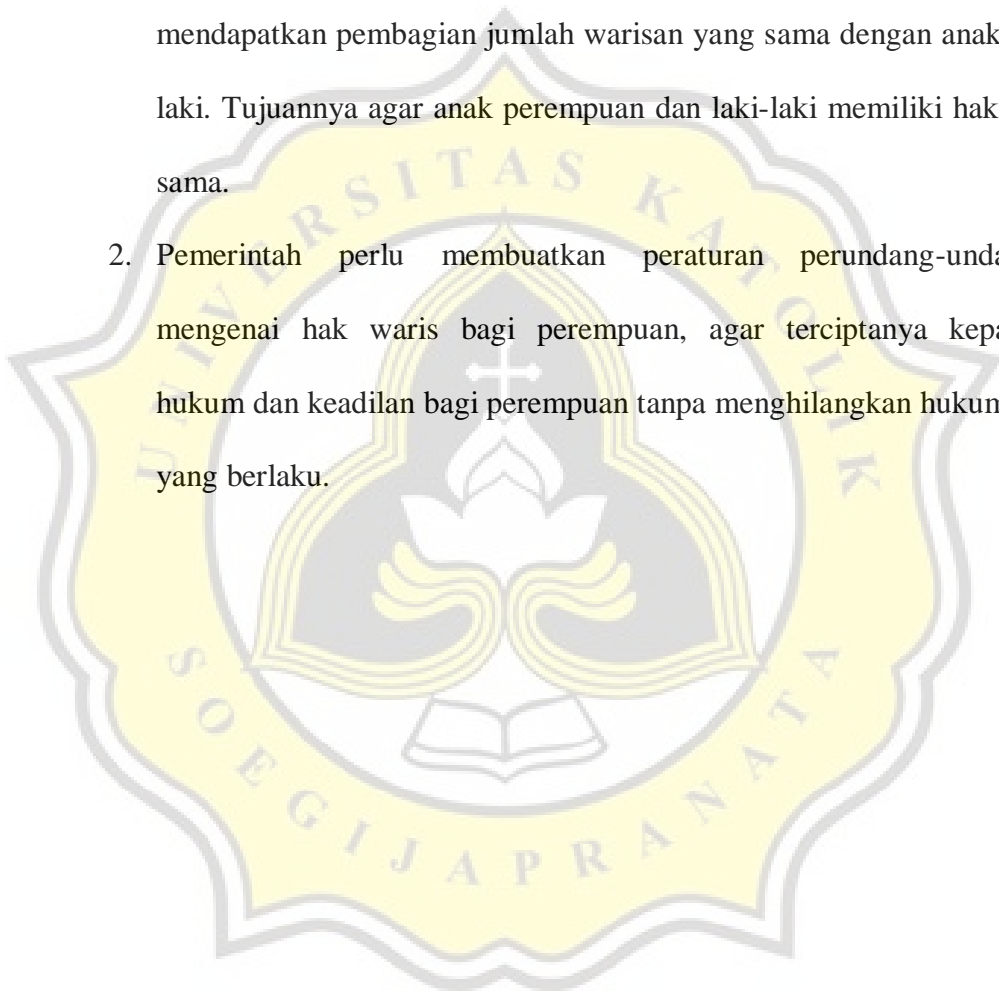 mendapatkan pembagian jumlah warisan yang sama dengan anak
laki. Tujuannya agar anak perempuan dan laki-laki memiliki hak
sama.
2. Pemerintah perlu membuatkan peraturan perundang-unda
mengenai hak waris bagi perempuan, agar terciptanya kepa
hukum dan keadilan bagi perempuan tanpa menghilangkan hukum
yang berlaku.
UNIVERSITAS KATOLIK
SOEGIJAPRANATA